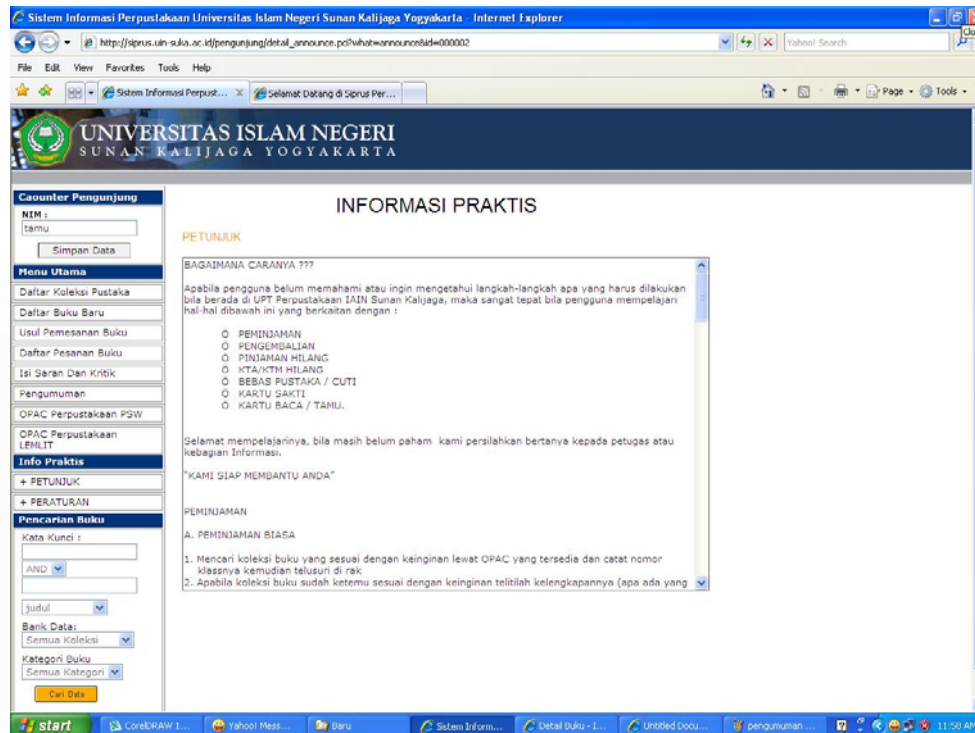 Sistem Informasi Perpustakaan Universitas Islam Negeri Sunan Kalijaga Yogyakarta - Internet Explorer
http://siprus.uin-suka.ac.id/pengunjung/detail_announce.pcl?what=announce&id=000002
Yahoo! Search
File Edit View Favorites Tools Help
Sistem Informasi Perpust... Selamat Datang di Siprus Per...
Page Tools
UNIVERSITAS ISLAM NEGERI
SUNAN KALIJAGA YOGYAKARTA
Caounter Pengunjung
NIM :
tamu
Simpan Data
Menu Utama
Daftar Koleksi Pustaka
Daftar Buku Baru
Usul Pemesanan Buku
Daftar Pesanan Buku
Isi Saran Dan Kritik
Pengumuman
OPAC Perpustakaan PSW
OPAC Perpustakaan
LEMLIT
Info Praktis
+ PETUNJUK
+ PERATURAN
Pencarian Buku
Kata Kunci :
AND
judul
Bank Data:
Semua Koleksi
Kategori Buku
Semua Kategori
Cari Data
INFORMASI PRAKTIS
PETUNJUK
BAGAIMANA CARANYA ???
Apabila pengguna belum memahami atau ingin mengetahui langkah-langkah apa yang harus dilakukan
bila berada di UPT Perpustakaan IAIN Sunan Kalijaga, maka sangat tepat bila pengguna mempelajari
hal-hal dibawah ini yang berkaitan dengan :
Ö PEMINJAMAN
Ö PENGEMBALIAN
Ö PINJAMAN HILANG
Ö KTA/KTM HILANG
Ö BEBAS PUSTAKA / CUTI
Ö KARTU SAKTI
Ö KARTU BACA / TAMU.
Selamat mempelajarinya, bila masih belum paham kami persilahkan bertanya kepada petugas atau
kebagian Informasi.
"KAMI SIAP MEMBANTU ANDA"
PEMINJAMAN
A. PEMINJAMAN BIASA
1. Mencari koleksi buku yang sesuai dengan keinginan lewat OPAC yang tersedia dan catat nomor
klassnya kemudian telusuri di rak
2. Apabila koleksi buku sudah ketemu sesuai dengan keinginan telitilah kelengkapannya (apa ada yang
start CorelDRAW 1... Yahoo! Mess... Baru Sistem Inform... Detail Buku - I... Untitled Docu... pengumuman ... 11:50 AM